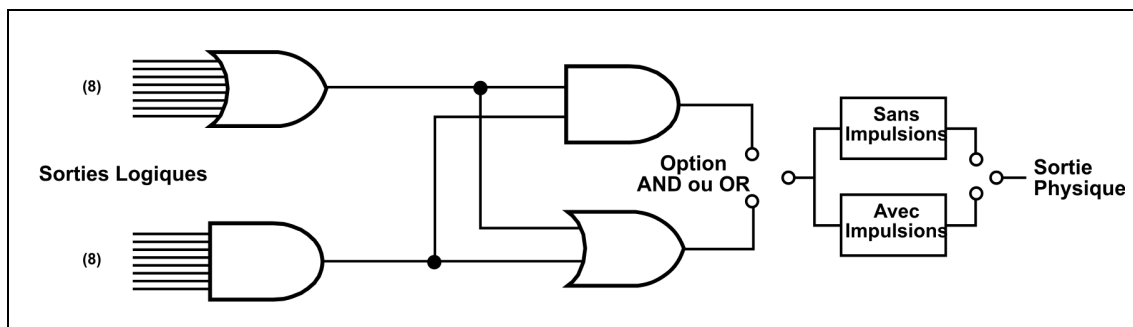 (8)
Sorties Logiques
(8)
Option
AND ou OR
Sans
Impulsions
Avec
Impulsions
Sortie
Physique